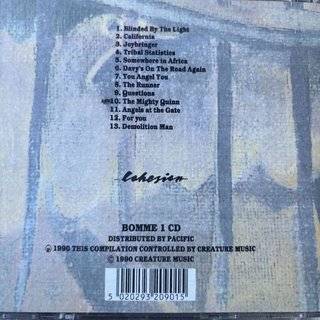 1. Blinded By The Light
2. California
3. Joybringer
4. Tribal Statistics
5. Somewhere in Africa
6. Davy's On The Road Again
7. You Angel You
8. The Runner
9. Questions
10. The Mighty Quinn
11. Angels at the Gate
12. For you
13. Demolition Man
Cohesion
BOMME 1 CD
DISTRIBUTED BY PACIFIC
℗ 1990 THIS COMPILATION CONTROLLED BY CREATURE MUSIC
© 1990 CREATURE MUSIC
5 020293 209015